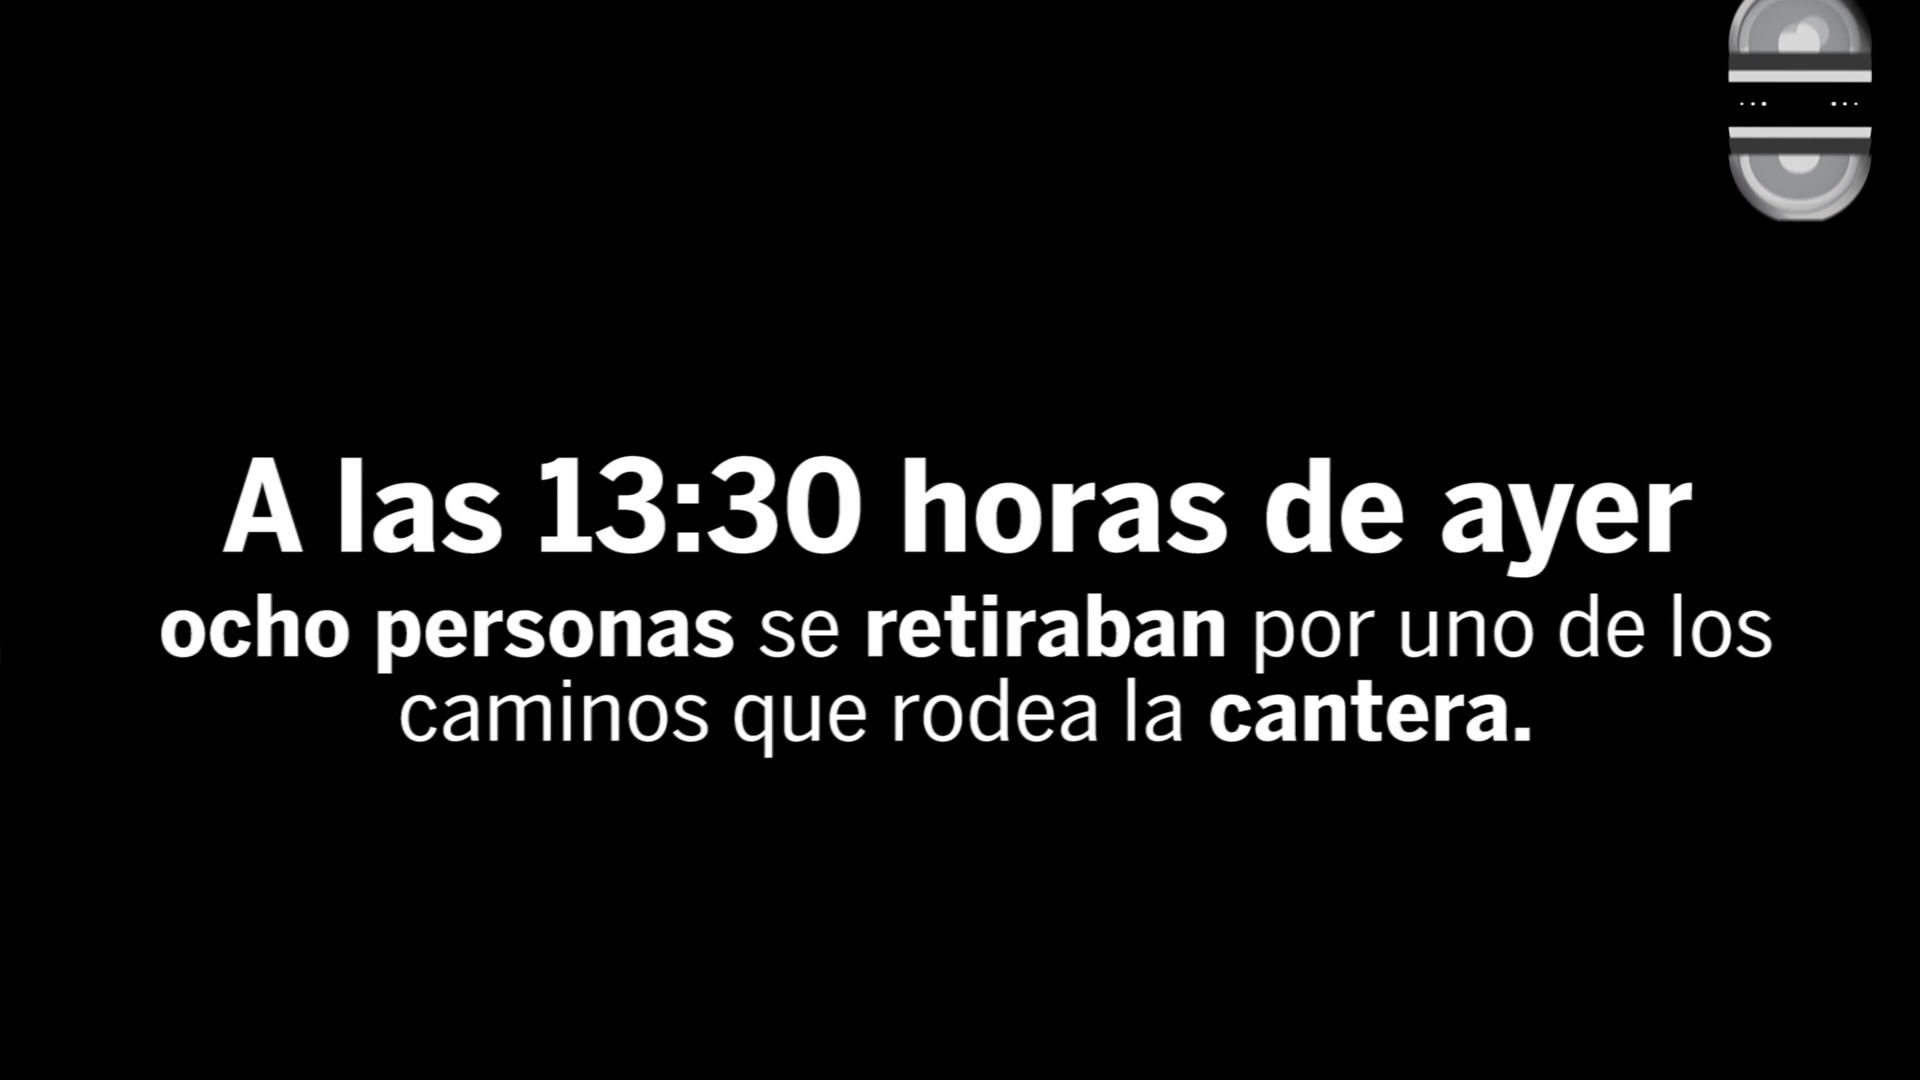 A las 13:30 horas de ayer
ocho personas se retiraban por uno de los
caminos que rodea la cantera.